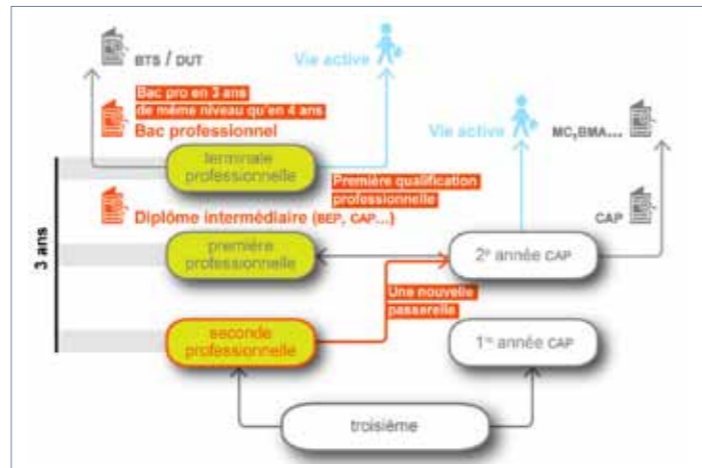 BTS / DUT
Vie active
Bac pro en 3 ans
de même niveau qu'en 4 ans
Bac professionnel
Vie active
MC,BMA...
terminale
professionnelle
Première qualification
professionnelle
Diplôme intermédiaire (BEP, CAP...)
CAP
3 ans
première
professionnelle
2e année CAP
Une nouvelle
passerelle
seconde
professionnelle
1re année CAP
troisième